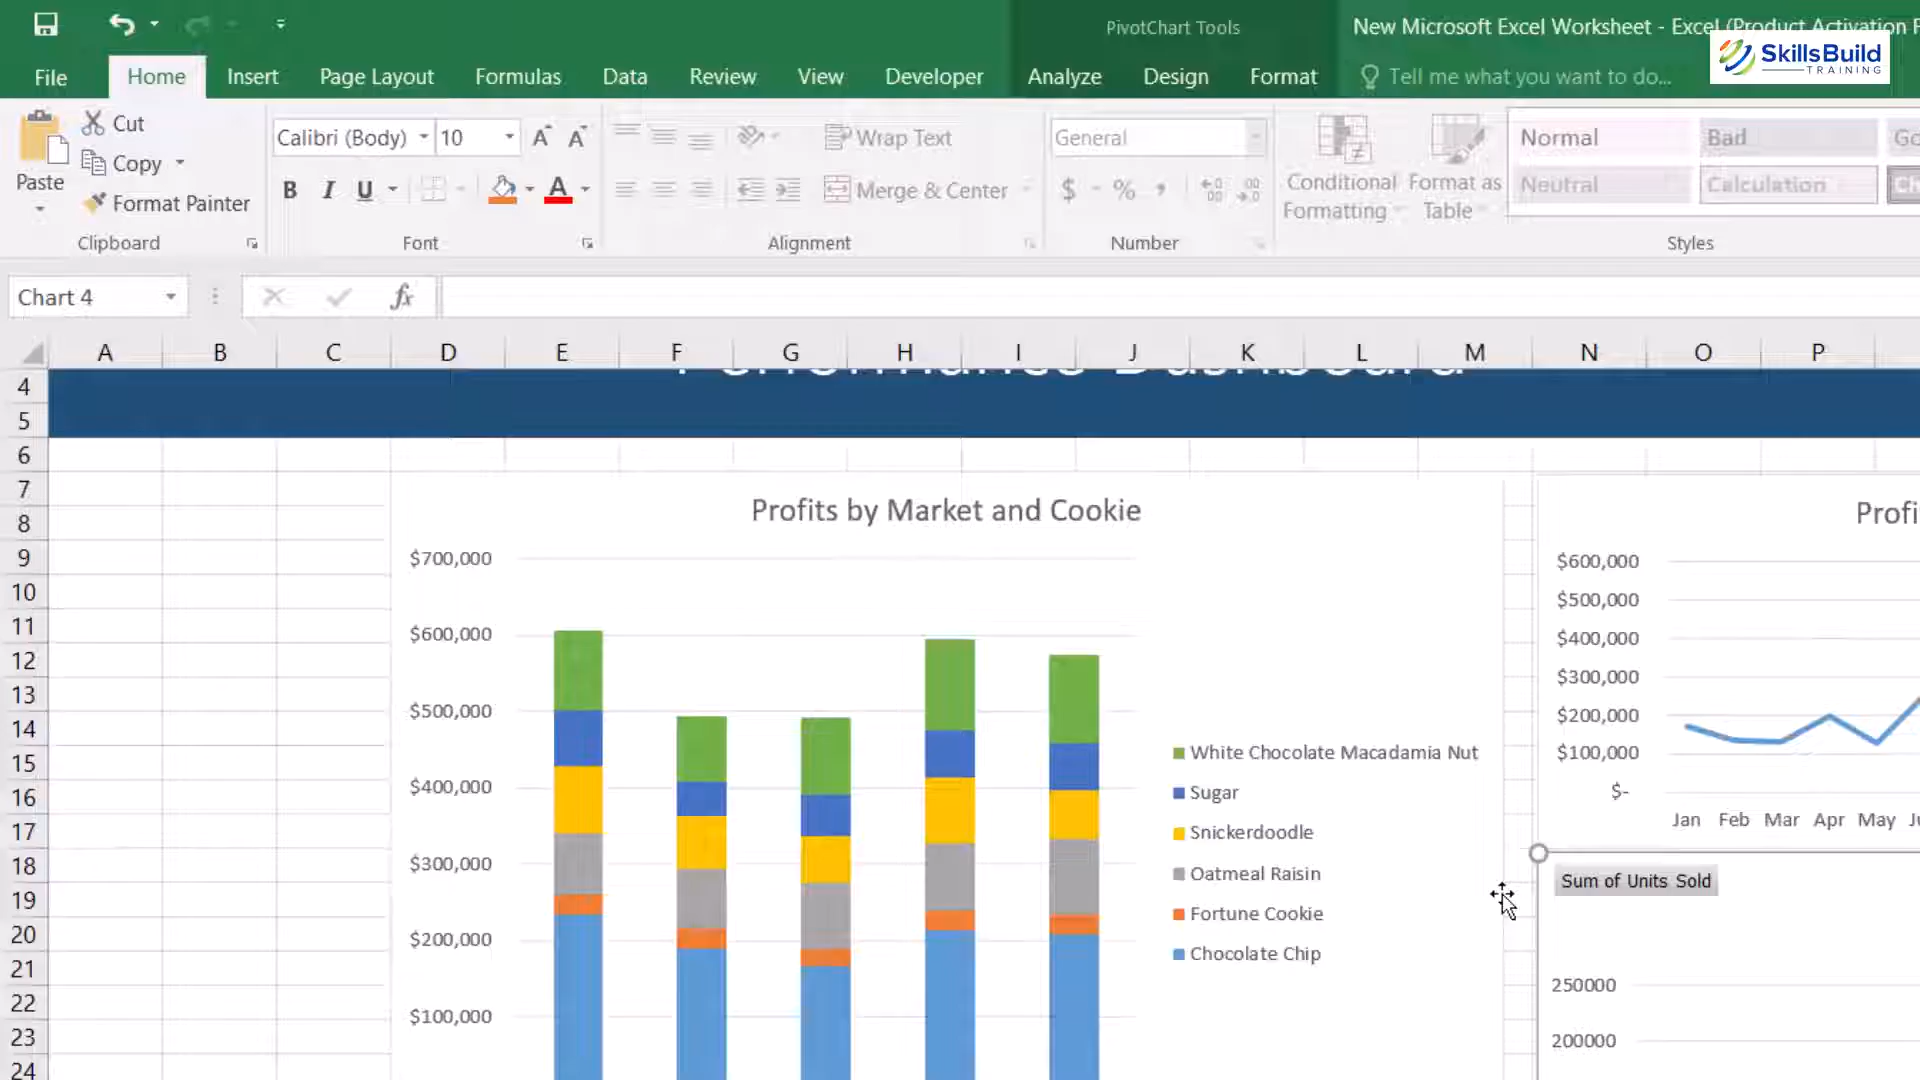 PivotChart Tools
New Microsoft Excel Worksheet - Excel (Product Activation F
SkillsBuild
TRAINING
File
Home
Insert
Page Layout
Formulas
Data
Review
View
Developer
Analyze
Design
Format
Tell me what you want to do...
Paste
Cut
Copy
Format Painter
Clipboard
Calibri (Body)
10
B I U
Font
Wrap Text
Merge & Center
Alignment
General
$ % ,
Number
Conditional
Formatting
Format as
Table
Normal
Bad
Neutral
Calculation
Styles
Chart 4
fx
A B C D E F G H I J K L M N O P
4
5
6
7
8
9
10
11
12
13
14
15
16
17
18
19
20
21
22
23
24
Performance Dashboard
Profits by Market and Cookie
$700,000
$600,000
$500,000
$400,000
$300,000
$200,000
$100,000
White Chocolate Macadamia Nut
Sugar
Snickerdoodle
Oatmeal Raisin
Fortune Cookie
Chocolate Chip
Profi
$600,000
$500,000
$400,000
$300,000
$200,000
$100,000
$-
Jan Feb Mar Apr May
Sum of Units Sold
250000
200000